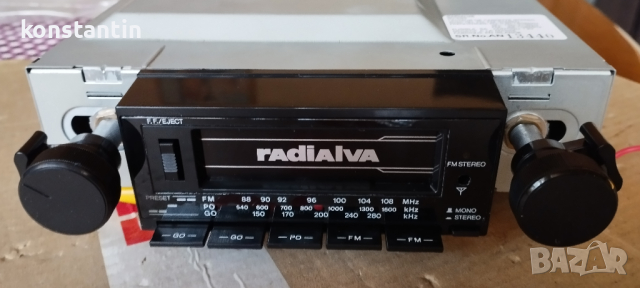 konstantin
F.F./EJECT
radialva
FM STEREO
PRESET
FM 88 90 92 96 100 104 108 MHz
PO 540 600 700 800 1000 1300 1600 kHz
GO 150 170 200 240 280 kHz
MONO
STEREO
GO GO PO FM FM
BAZAR.bg